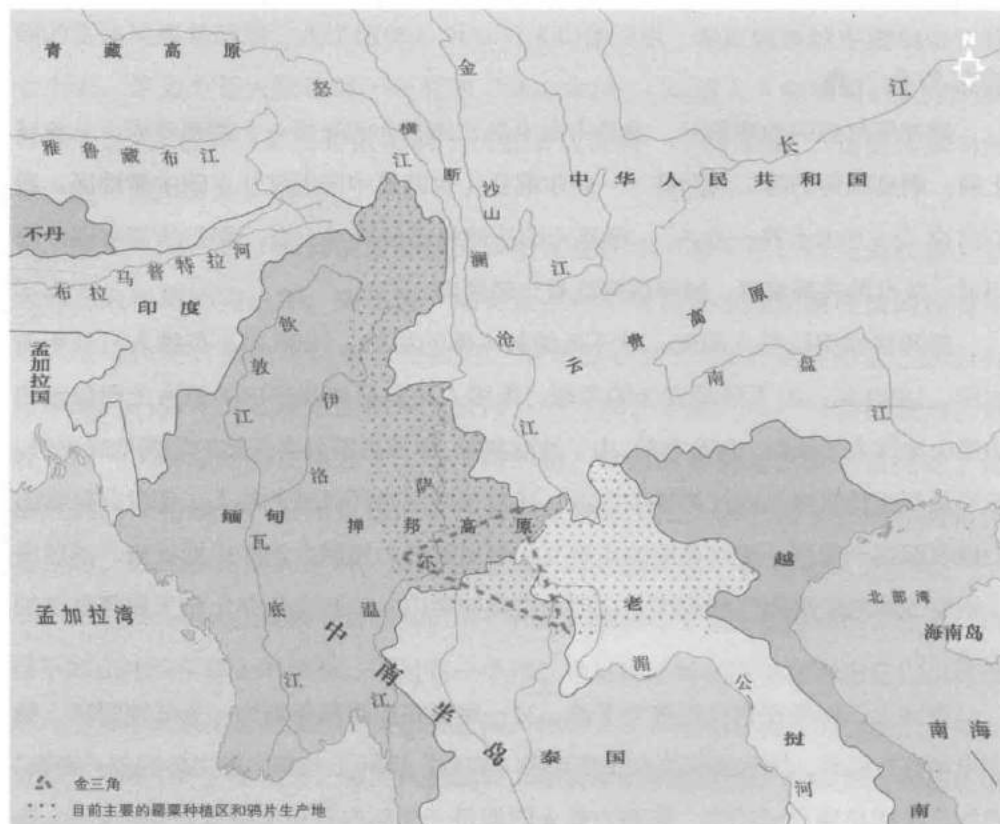 青藏高原
怒江
金沙江
横断山
长江
雅鲁藏布江
中华人民共和国
不丹
布拉马普特拉河
印度
澜沧江
云贵高原
南盘江
孟加拉国
钦敦江
伊洛瓦底江
缅甸
萨尔温江
掸邦高原
越南
老挝
北部湾
海南岛
孟加拉湾
中南半岛
湄公河
泰国
南海
金三角
目前主要的罂粟种植区和鸦片生产地